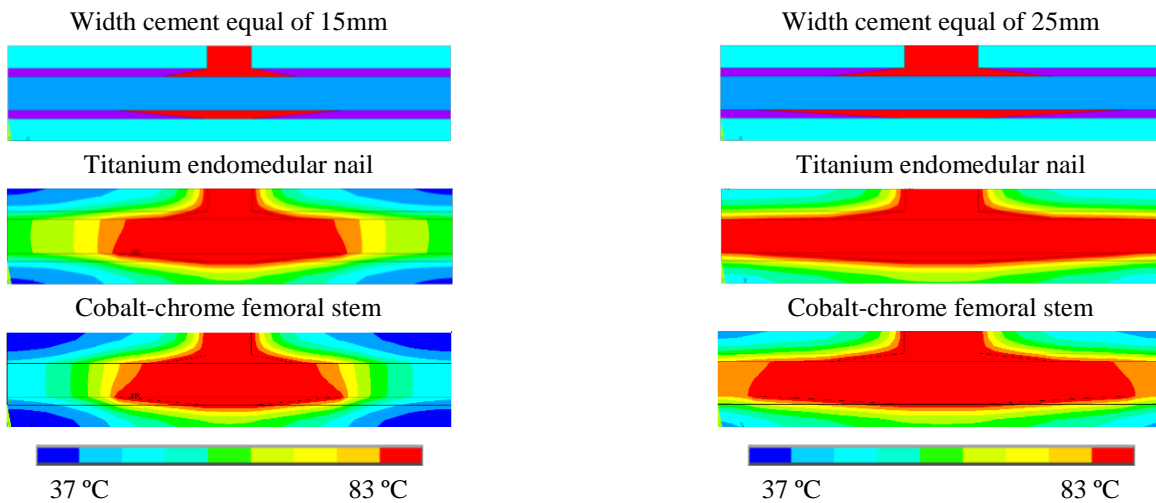 Width cement equal of 15mm
Width cement equal of 25mm
Titanium endomedular nail
Titanium endomedular nail
Cobalt-chrome femoral stem
Cobalt-chrome femoral stem
37 ºC 83 ºC
37 ºC 83 ºC